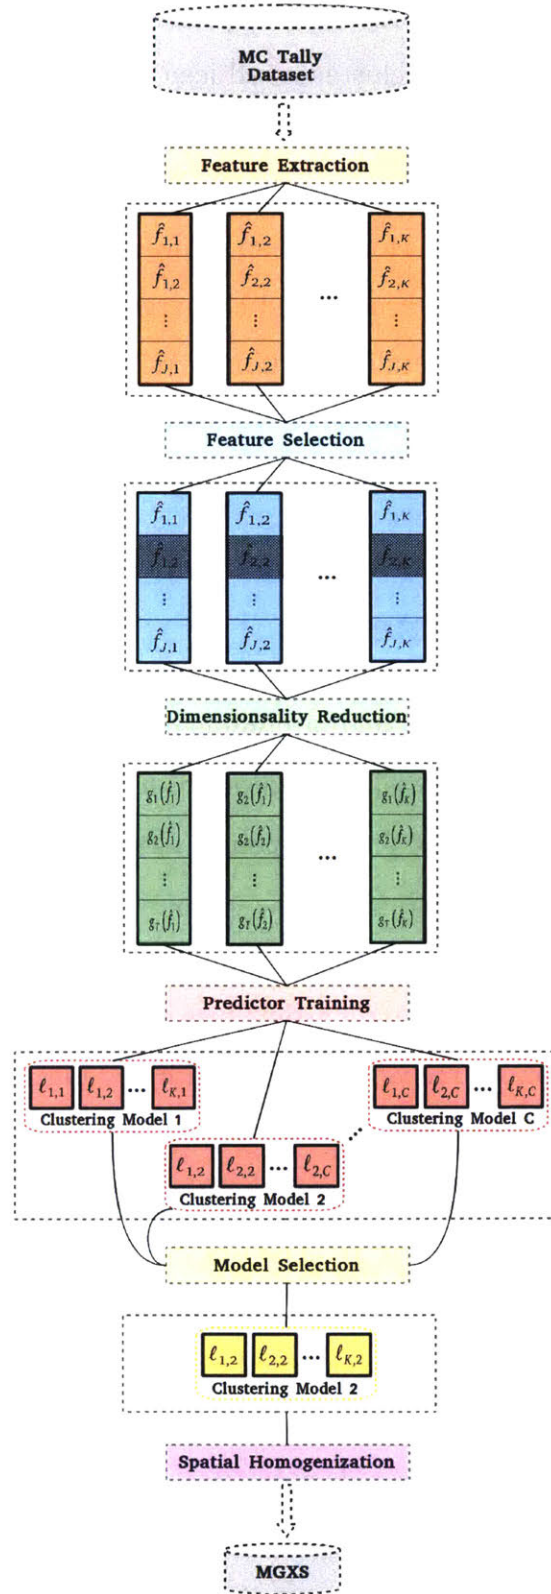 MC Tally
Dataset
Feature Extraction
f̂₁,₁ f̂₁,₂ f̂₁,K
f̂₁,₂ f̂₂,₂ f̂₂,K
⋮ ⋮ ... ⋮
f̂J,₁ f̂J,₂ f̂J,K
Feature Selection
f̂₁,₁ f̂₁,₂ f̂₁,K
f̂₁,₂ f̂₂,₂ f̂₂,K
⋮ ⋮ ... ⋮
f̂J,₁ f̂J,₂ f̂J,K
Dimensionsality Reduction
g₁(f̂₁) g₂(f̂₁) g₁(f̂K)
g₂(f̂₁) g₂(f̂₂) g₂(f̂K)
⋮ ⋮ ... ⋮
gT(f̂₁) gT(f̂₂) gT(f̂K)
Predictor Training
ℓ₁,₁ ℓ₁,₂ ... ℓK,₁
Clustering Model 1
ℓ₁,C ℓ₂,C ... ℓK,C
Clustering Model C
ℓ₁,₂ ℓ₂,₂ ... ℓ₂,C
Clustering Model 2
Model Selection
ℓ₁,₂ ℓ₂,₂ ... ℓK,₂
Clustering Model 2
Spatial Homogenization
MGXS